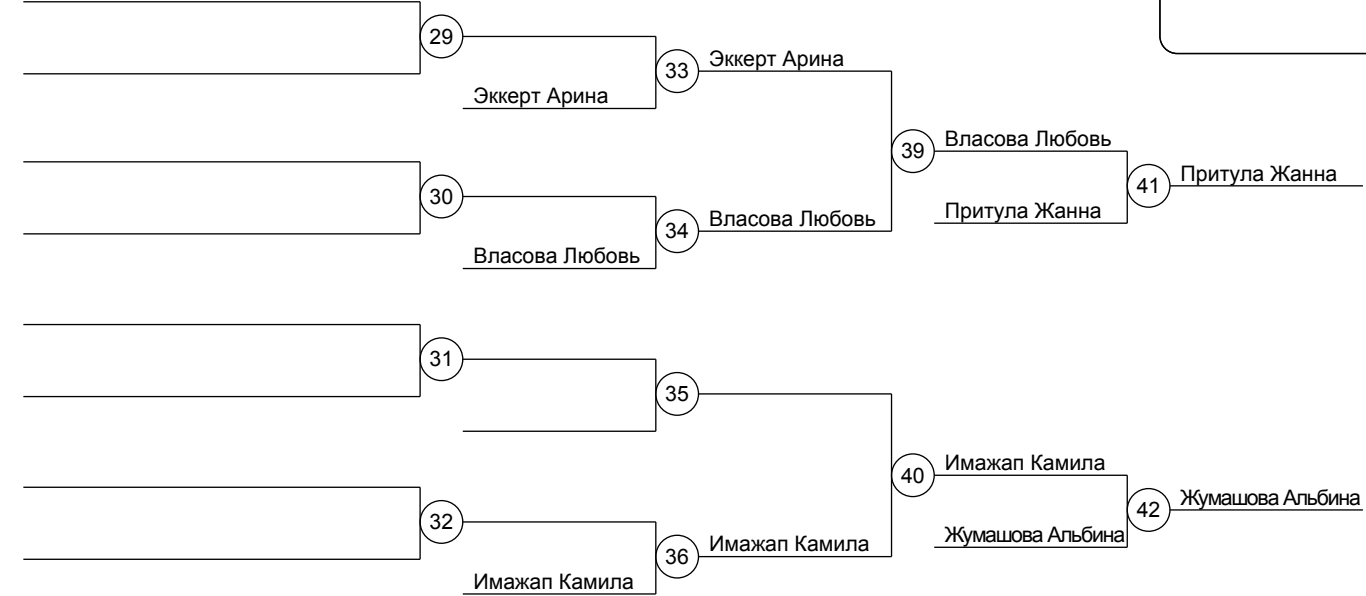 29
33
Эккерт Арина
Эккерт Арина
39
Власова Любовь
30
41
Притула Жанна
34
Власова Любовь
Притула Жанна
Власова Любовь
31
35
40
Имажап Камила
32
42
Жумашова Альбина
36
Имажап Камила
Жумашова Альбина
Имажап Камила